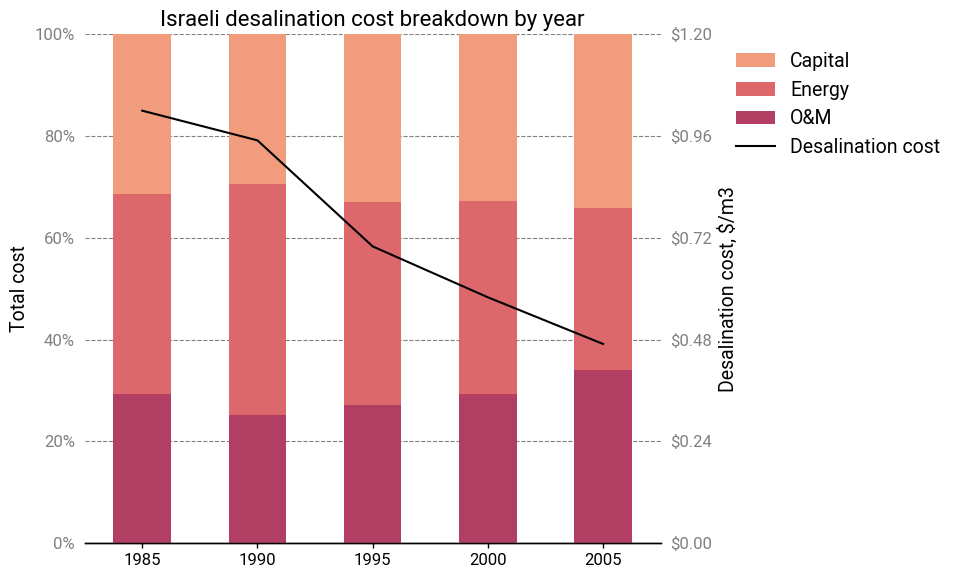 Israeli desalination cost breakdown by year
100%
80%
60%
40%
20%
0%
Total cost
1985
1990
1995
2000
2005
$1.20
$0.96
$0.72
$0.48
$0.24
$0.00
Desalination cost, $/m3
Capital
Energy
O&M
Desalination cost